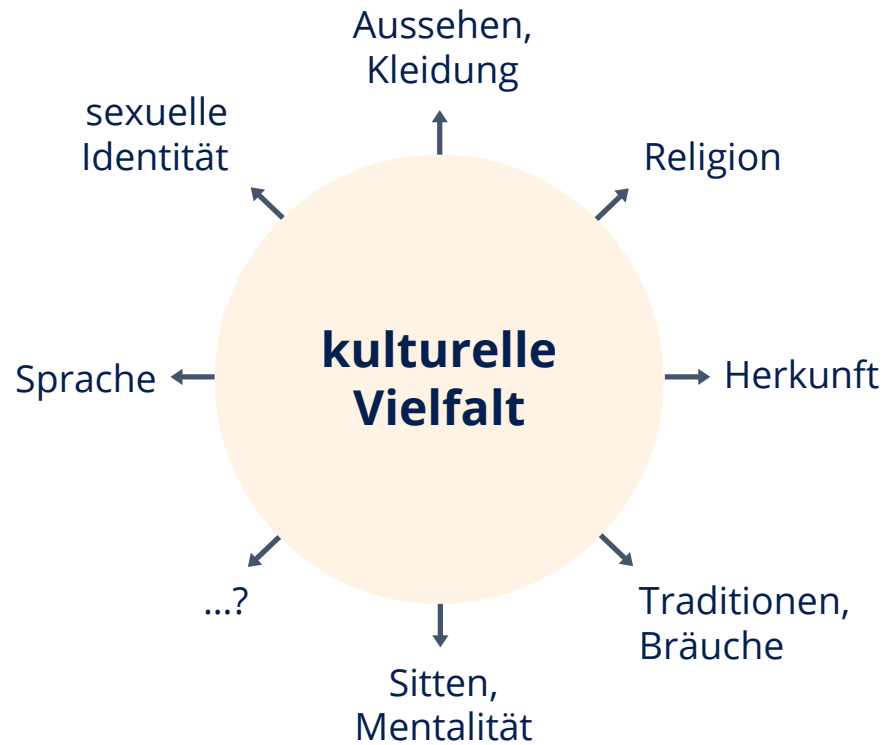 Aussehen,
Kleidung
sexuelle
Identität
Religion
kulturelle
Vielfalt
Sprache
Herkunft
...?
Traditionen,
Bräuche
Sitten,
Mentalität